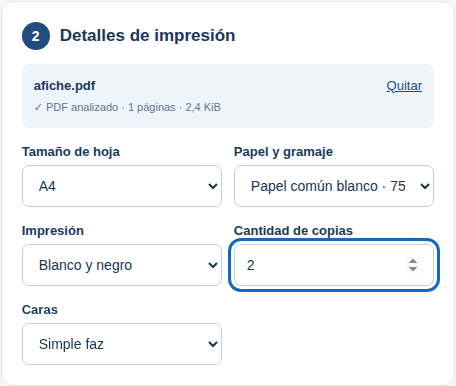 2 Detalles de impresión
afiche.pdf Quitar
✓ PDF analizado · 1 páginas · 2,4 KiB
Tamaño de hoja Papel y gramaje
A4 Papel común blanco · 75
Impresión Cantidad de copias
Blanco y negro 2
Caras
Simple faz